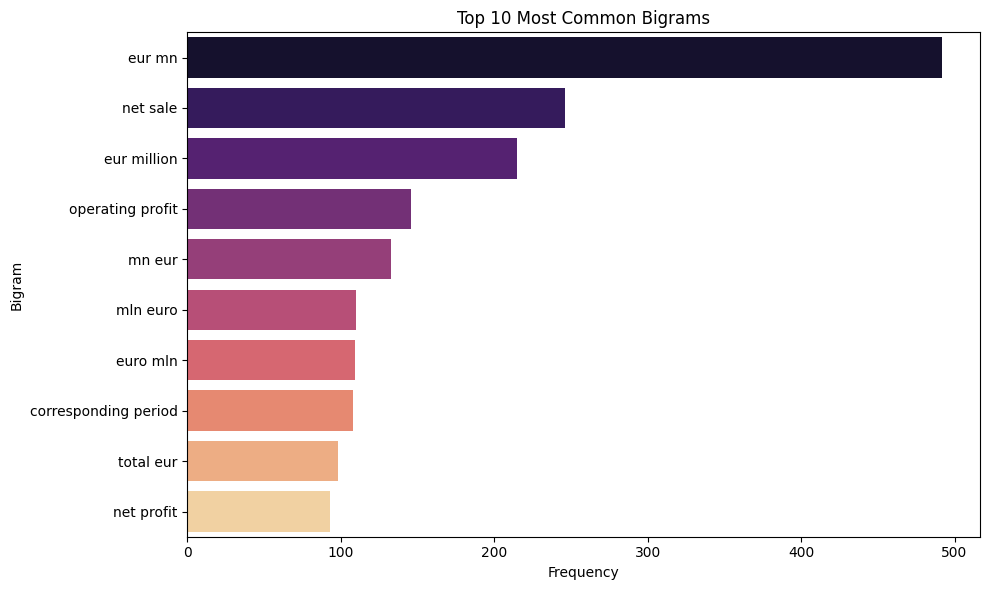 Top 10 Most Common Bigrams
Bigram
eur mn
net sale
eur million
operating profit
mn eur
mln euro
euro mln
corresponding period
total eur
net profit
0 100 200 300 400 500
Frequency